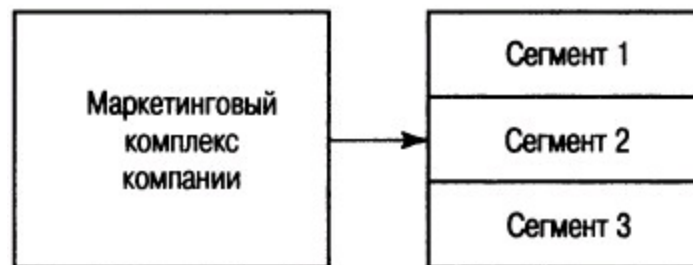 Маркетинговый
комплекс
компании
Сегмент 1
Сегмент 2
Сегмент 3